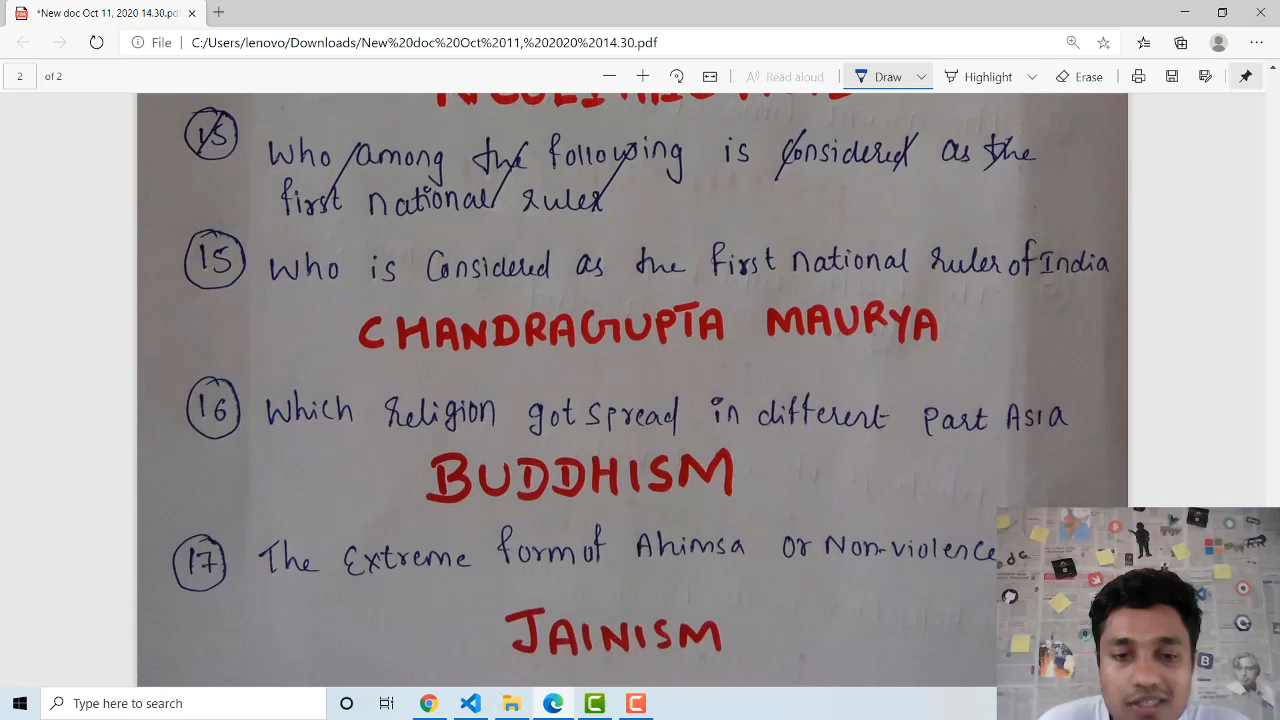 *New doc Oct 11, 2020 14.30.pdf
File C:/Users/lenovo/Downloads/New%20doc%20Oct%2011,%202020%2014.30.pdf
2 of 2 Read aloud Draw Highlight Erase
15 Who among the following is Considered as the
first national ruler
15 Who is Considered as the first national ruler of India
CHANDRAGUPTA MAURYA
16 Which religion got spread in different part Asia
BUDDHISM
17 The Extreme form of Ahimsa or Non-violence
JAINISM
Type here to search